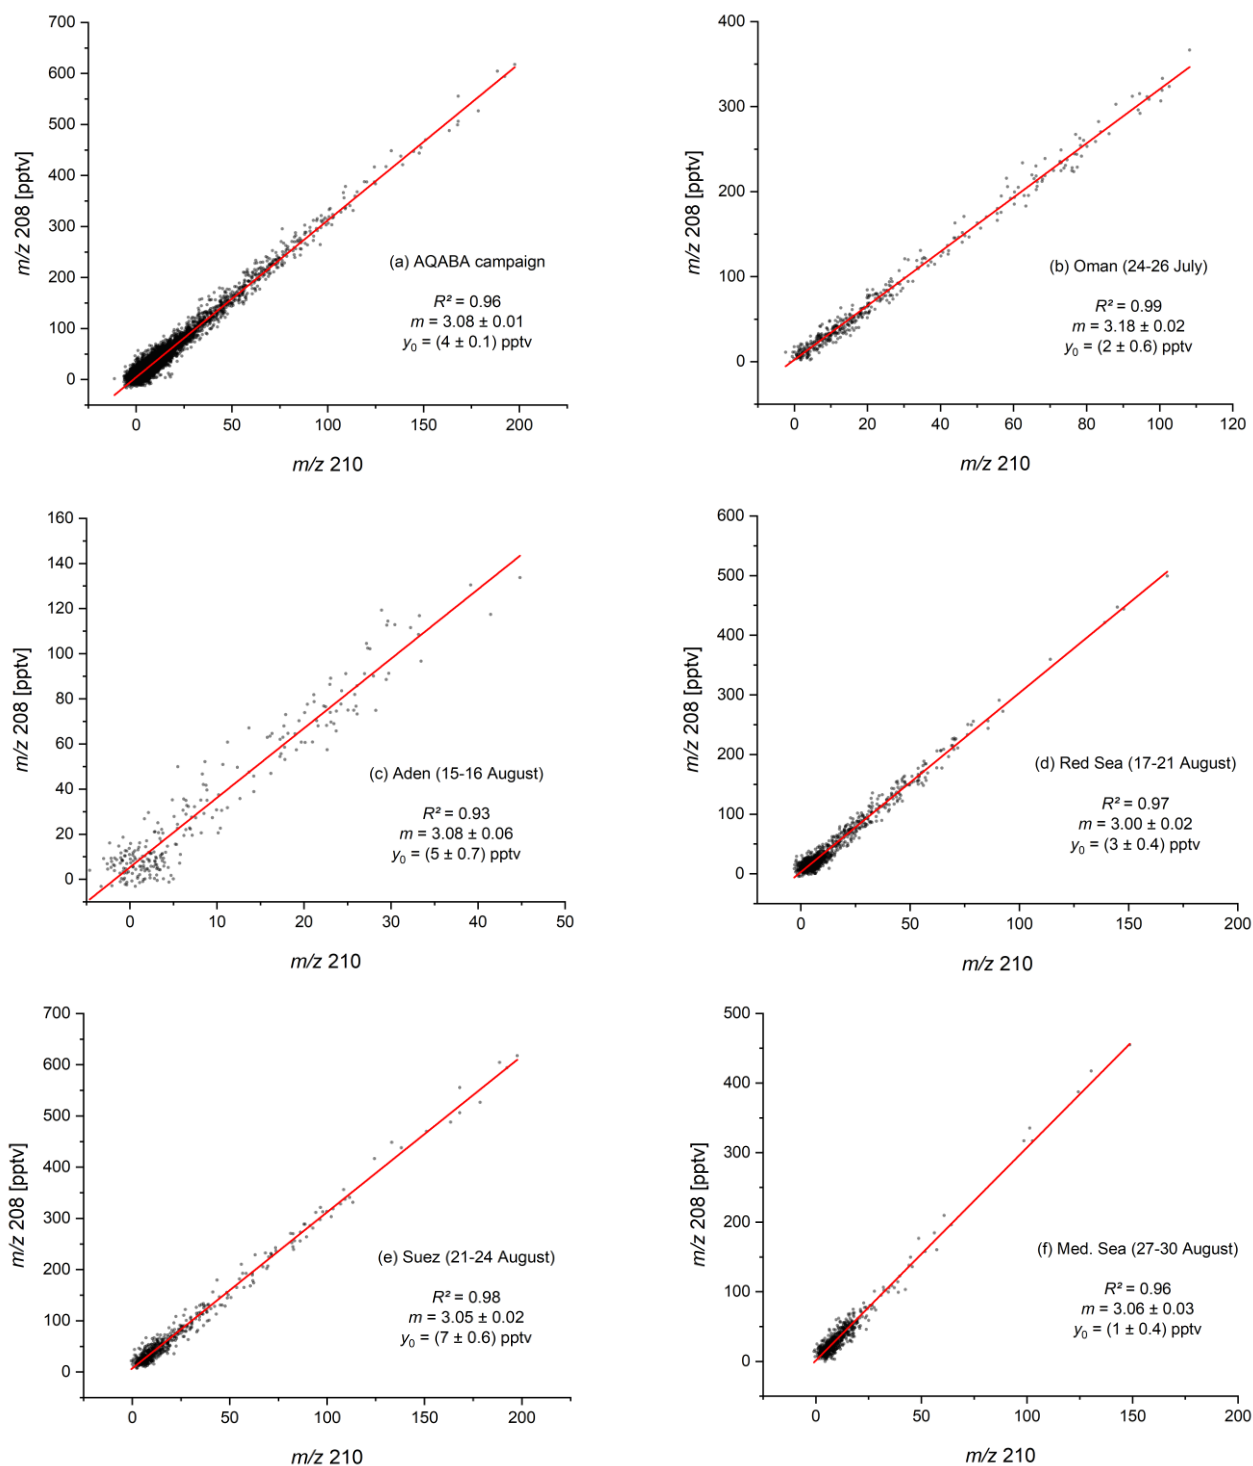 700
600
500
400
300
200
100
0
m/z 208 [pptv]
(a) AQABA campaign
R² = 0.96
m = 3.08 ± 0.01
y₀ = (4 ± 0.1) pptv
0 50 100 150 200
m/z 210
400
300
200
100
0
m/z 208 [pptv]
(b) Oman (24-26 July)
R² = 0.99
m = 3.18 ± 0.02
y₀ = (2 ± 0.6) pptv
0 20 40 60 80 100 120
m/z 210
160
140
120
100
80
60
40
20
0
m/z 208 [pptv]
(c) Aden (15-16 August)
R² = 0.93
m = 3.08 ± 0.06
y₀ = (5 ± 0.7) pptv
0 10 20 30 40 50
m/z 210
600
500
400
300
200
100
0
m/z 208 [pptv]
(d) Red Sea (17-21 August)
R² = 0.97
m = 3.00 ± 0.02
y₀ = (3 ± 0.4) pptv
0 50 100 150 200
m/z 210
700
600
500
400
300
200
100
0
m/z 208 [pptv]
(e) Suez (21-24 August)
R² = 0.98
m = 3.05 ± 0.02
y₀ = (7 ± 0.6) pptv
0 50 100 150 200
m/z 210
500
400
300
200
100
0
m/z 208 [pptv]
(f) Med. Sea (27-30 August)
R² = 0.96
m = 3.06 ± 0.03
y₀ = (1 ± 0.4) pptv
0 50 100 150 200
m/z 210